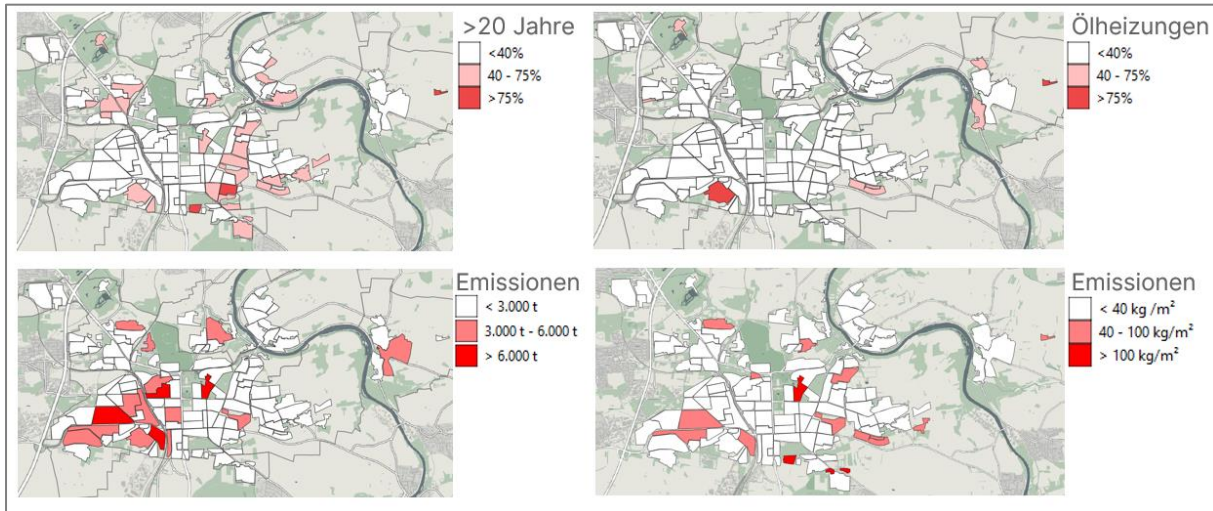 >20 Jahre
<40%
40 - 75%
>75%
Ölheizungen
<40%
40 - 75%
>75%
Emissionen
< 3.000 t
3.000 t - 6.000 t
> 6.000 t
Emissionen
< 40 kg /m²
40 - 100 kg/m²
> 100 kg/m²